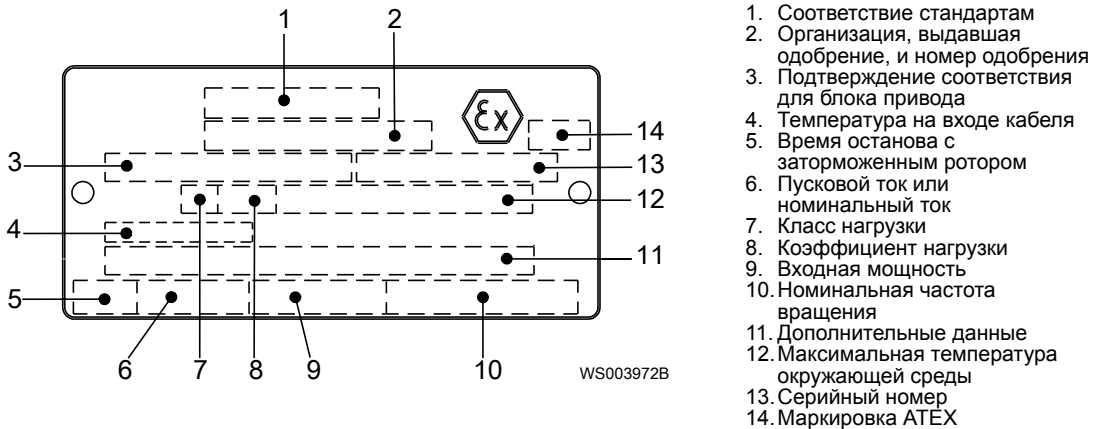 1
2
3
4
5
6
7
8
9
10
11
12
13
14
Ex
WS003972B
1. Соответствие стандартам
2. Организация, выдавшая
одобрение, и номер одобрения
3. Подтверждение соответствия
для блока привода
4. Температура на входе кабеля
5. Время останова с
заторможенным ротором
6. Пусковой ток или
номинальный ток
7. Класс нагрузки
8. Коэффициент нагрузки
9. Входная мощность
10. Номинальная частота
вращения
11. Дополнительные данные
12. Максимальная температура
окружающей среды
13. Серийный номер
14. Маркировка ATEX